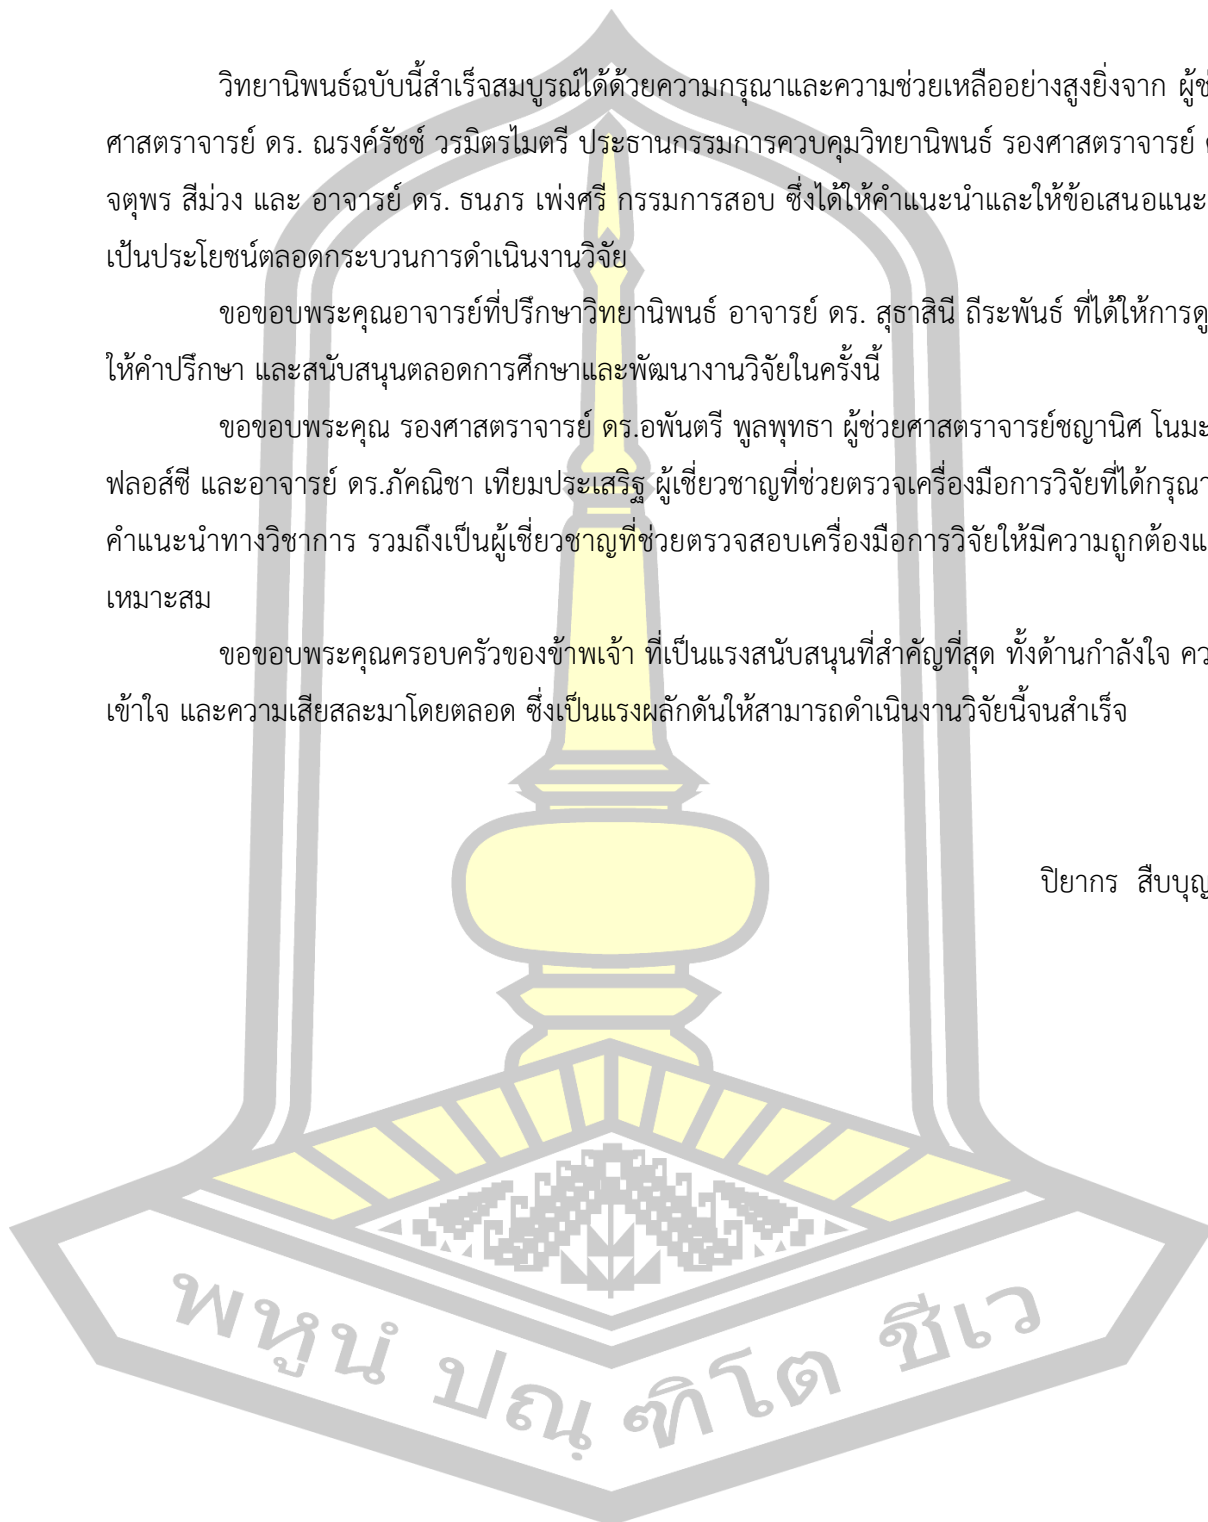 วิทยานิพนธ์ฉบับนี้สำเร็จสมบูรณ์ได้ด้วยความกรุณาและความช่วยเหลืออย่างสูงยิ่งจาก ผู้ช
ศาสตราจารย์ ดร. ณรงค์รัชช์ วรมิตรไมตรี ประธานกรรมการควบคุมวิทยานิพนธ์ รองศาสตราจารย์
จตุพร สีม่วง และ อาจารย์ ดร. ธนภร เพ่งศรี กรรมการสอบ ซึ่งได้ให้คำแนะนำและให้ข้อเสนอแนะ
เป้นประโยชน์ตลอดกระบวนการดำเนินงานวิจัย
ขอขอบพระคุณอาจารย์ที่ปรึกษาวิทยานิพนธ์ อาจารย์ ดร. สุธาสินี ถีระพันธ์ ที่ได้ให้การดู
ให้คำปรึกษา และสนับสนุนตลอดการศึกษาและพัฒนางานวิจัยในครั้งนี้
ขอขอบพระคุณ รองศาสตราจารย์ ดร.อพันตรี พูลพุทธา ผู้ช่วยศาสตราจารย์ชญานิศ โนมะ
ฟลอส์ซี และอาจารย์ ดร.ภัคณิชา เทียมประเสริฐ ผู้เชี่ยวชาญที่ช่วยตรวจเครื่องมือการวิจัยที่ได้กรุณา
คำแนะนำทางวิชาการ รวมถึงเป็นผู้เชี่ยวชาญที่ช่วยตรวจสอบเครื่องมือการวิจัยให้มีความถูกต้องแ
เหมาะสม
ขอขอบพระคุณครอบครัวของข้าพเจ้า ที่เป็นแรงสนับสนุนที่สำคัญที่สุด ทั้งด้านกำลังใจ คว
เข้าใจ และความเสียสละมาโดยตลอด ซึ่งเป็นแรงผลักดันให้สามารถดำเนินงานวิจัยนี้จนสำเร็จ
ปิยากร สืบบุญ
พหูนํ ปณฺฑิโต ชีเว